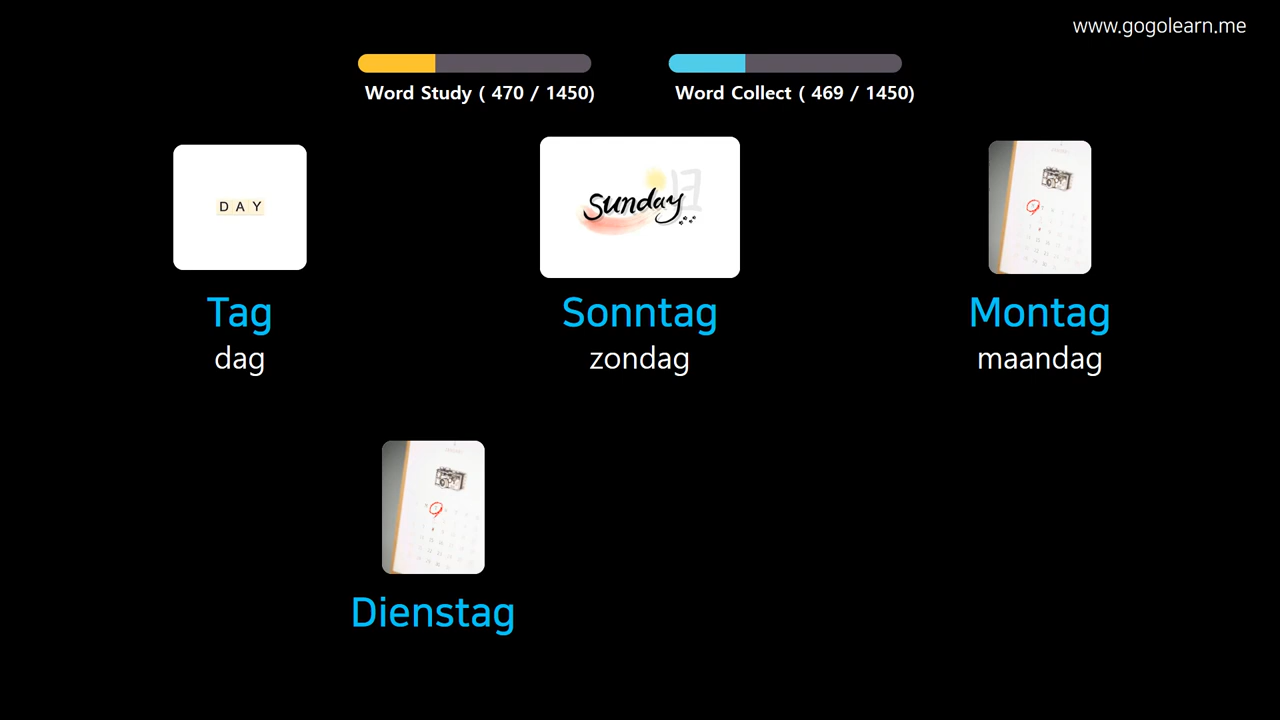 www.gogolearn.me
Word Study ( 470 / 1450)
Word Collect ( 469 / 1450)
DAY
Sunday
日
Tag
Sonntag
Montag
dag
zondag
maandag
Dienstag